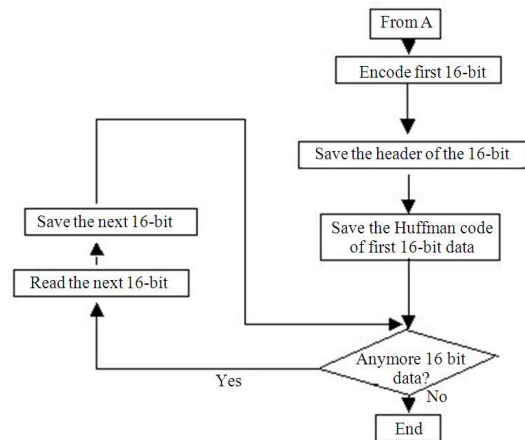 From A
Encode first 16-bit
Save the header of the 16-bit
Save the Huffman code
of first 16-bit data
Save the next 16-bit
Read the next 16-bit
Anymore 16 bit
data?
Yes
No
End